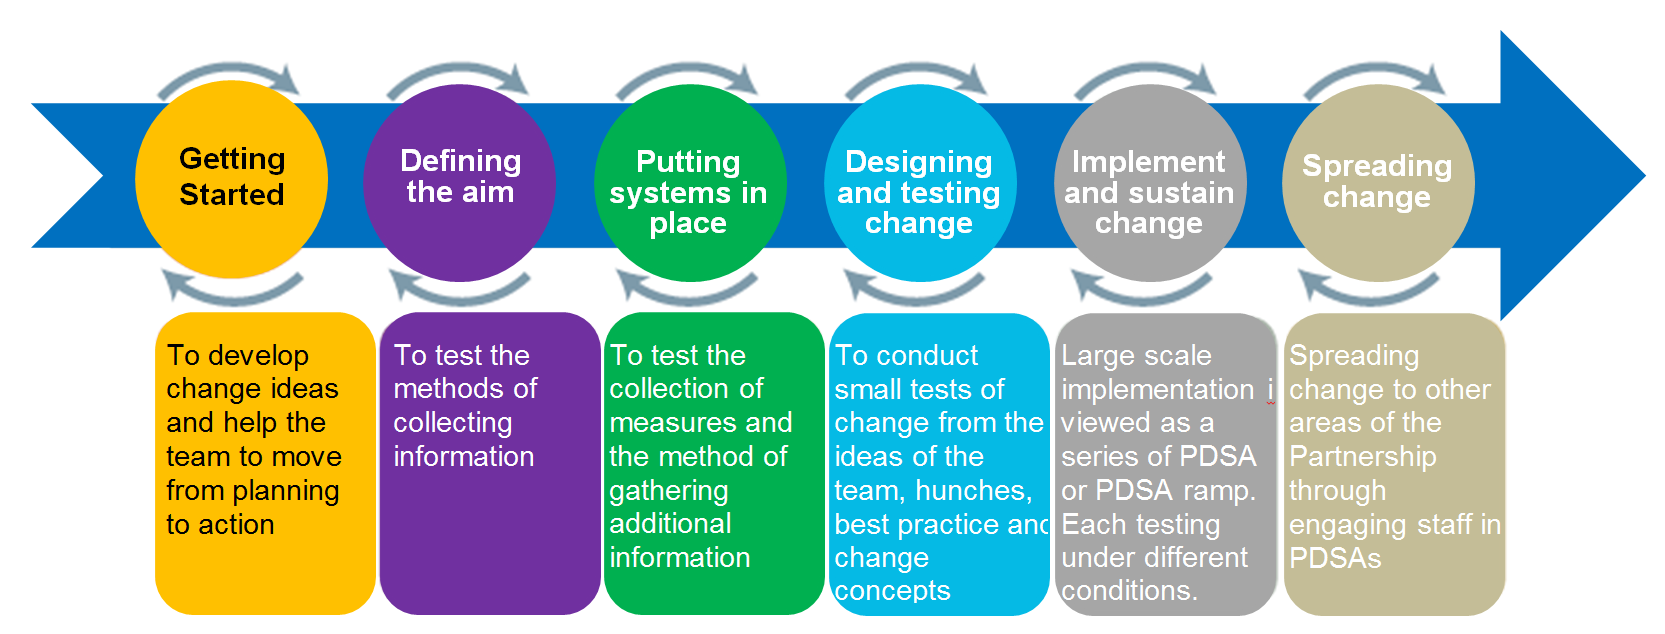 Getting
Started
Defining
the aim
Putting
systems in
place
Designing
and testing
change
Implement
and sustain
change
Spreading
change
To develop
change ideas
and help the
team to move
from planning
to action
To test the
methods of
collecting
information
To test the
collection of
measures and
the method of
gathering
additional
information
To conduct
small tests of
change from the
ideas of the
team, hunches,
best practice and
change
concepts
Large scale
implementation i
viewed as a
series of PDSA
or PDSA ramp.
Each testing
under different
conditions.
Spreading
change to other
areas of the
Partnership
through
engaging staff in
PDSAs